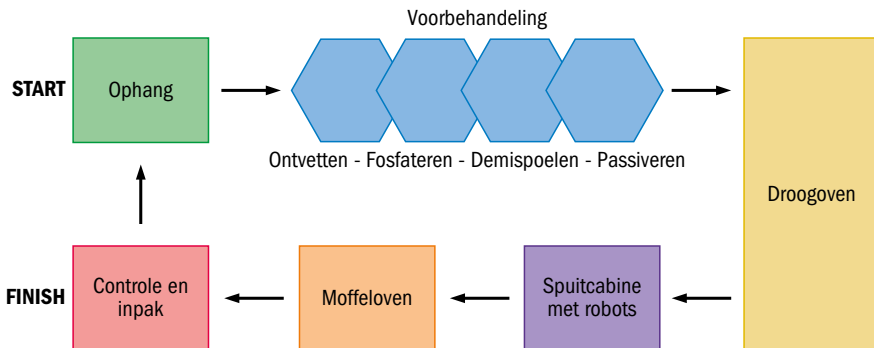 Voorbehandeling
START
Ophang
Ontvetten - Fosfateren - Demispoelen - Passiveren
Droogoven
FINISH
Controle en
inpak
Moffeloven
Spuitcabine
met robots